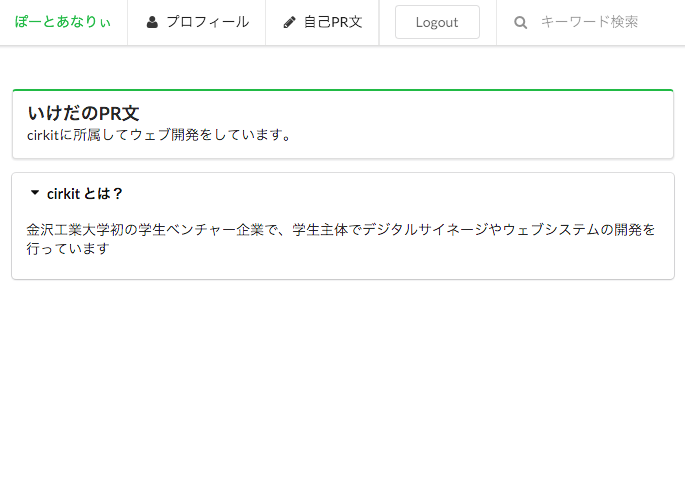 ぽーとあなりぃ プロフィール 自己PR文 Logout キーワード検索
いけだのPR文
cirkitに所属してウェブ開発をしています。
cirkit とは？
金沢工業大学初の学生ベンチャー企業で、学生主体でデジタルサイネージやウェブシステムの開発を
行っています